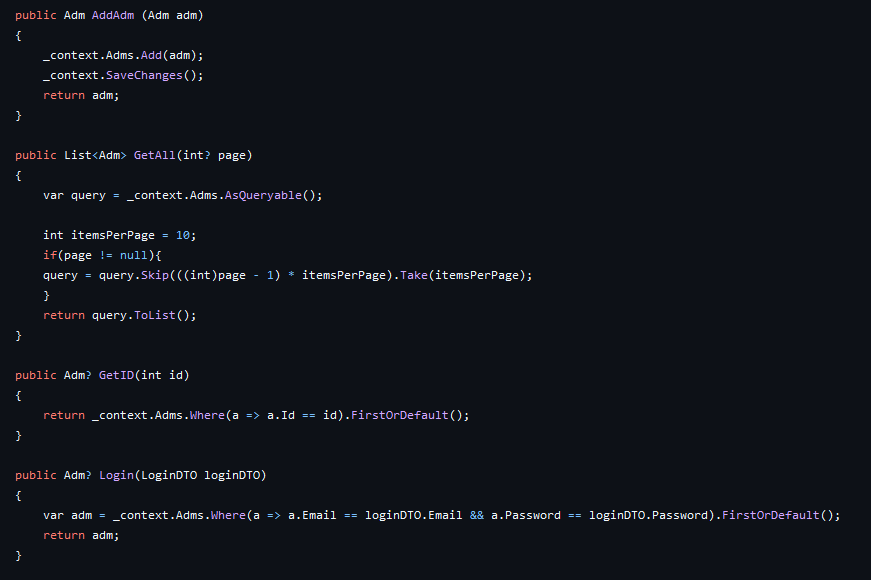 public Adm AddAdm (Adm adm)
{
    _context.Adms.Add(adm);
    _context.SaveChanges();
    return adm;
}

public List<Adm> GetAll(int? page)
{
    var query = _context.Adms.AsQueryable();

    int itemsPerPage = 10;
    if(page != null){
    query = query.Skip(((int)page - 1) * itemsPerPage).Take(itemsPerPage);
    }
    return query.ToList();
}

public Adm? GetID(int id)
{
    return _context.Adms.Where(a => a.Id == id).FirstOrDefault();
}

public Adm? Login(LoginDTO loginDTO)
{
    var adm = _context.Adms.Where(a => a.Email == loginDTO.Email && a.Password == loginDTO.Password).FirstOrDefault();
    return adm;
}